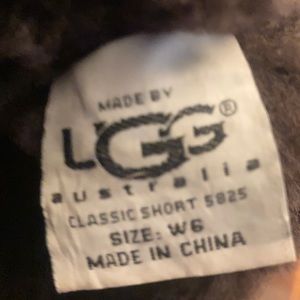 MADE BY
UGG®
australia
CLASSIC SHORT 5825
SIZE: W6
MADE IN CHINA